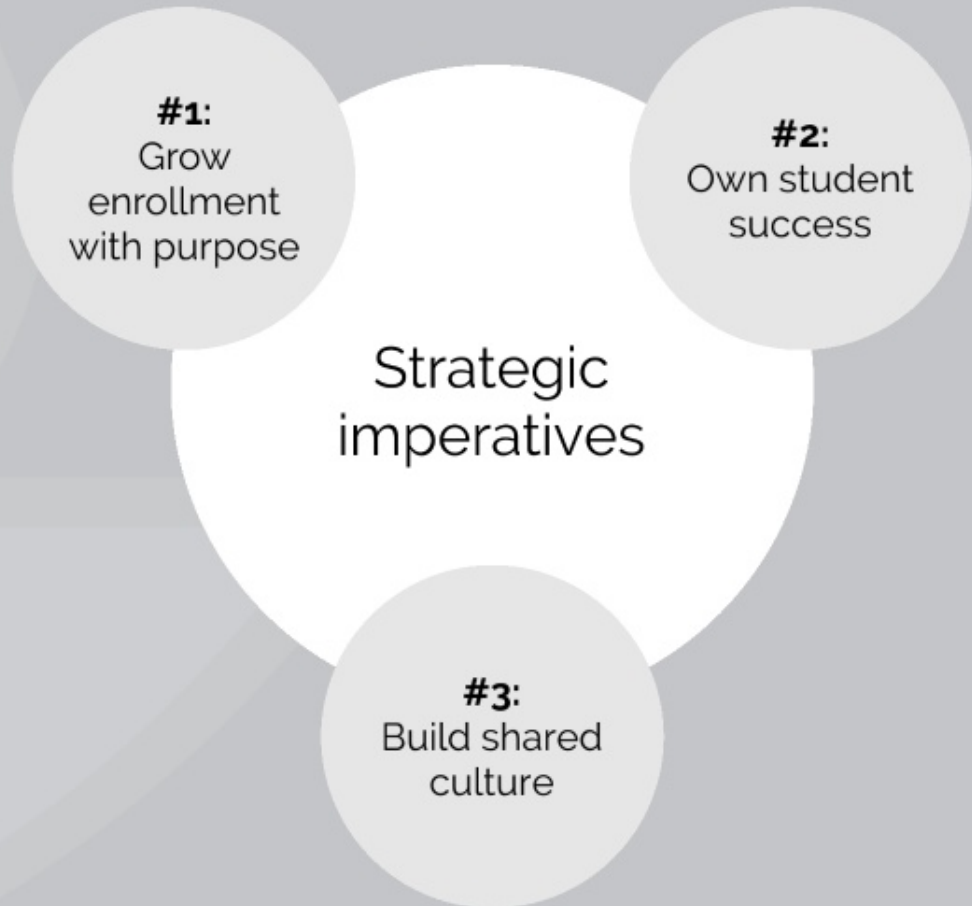 #1:
Grow
enrollment
with purpose
#2:
Own student
success
Strategic
imperatives
#3:
Build shared
culture